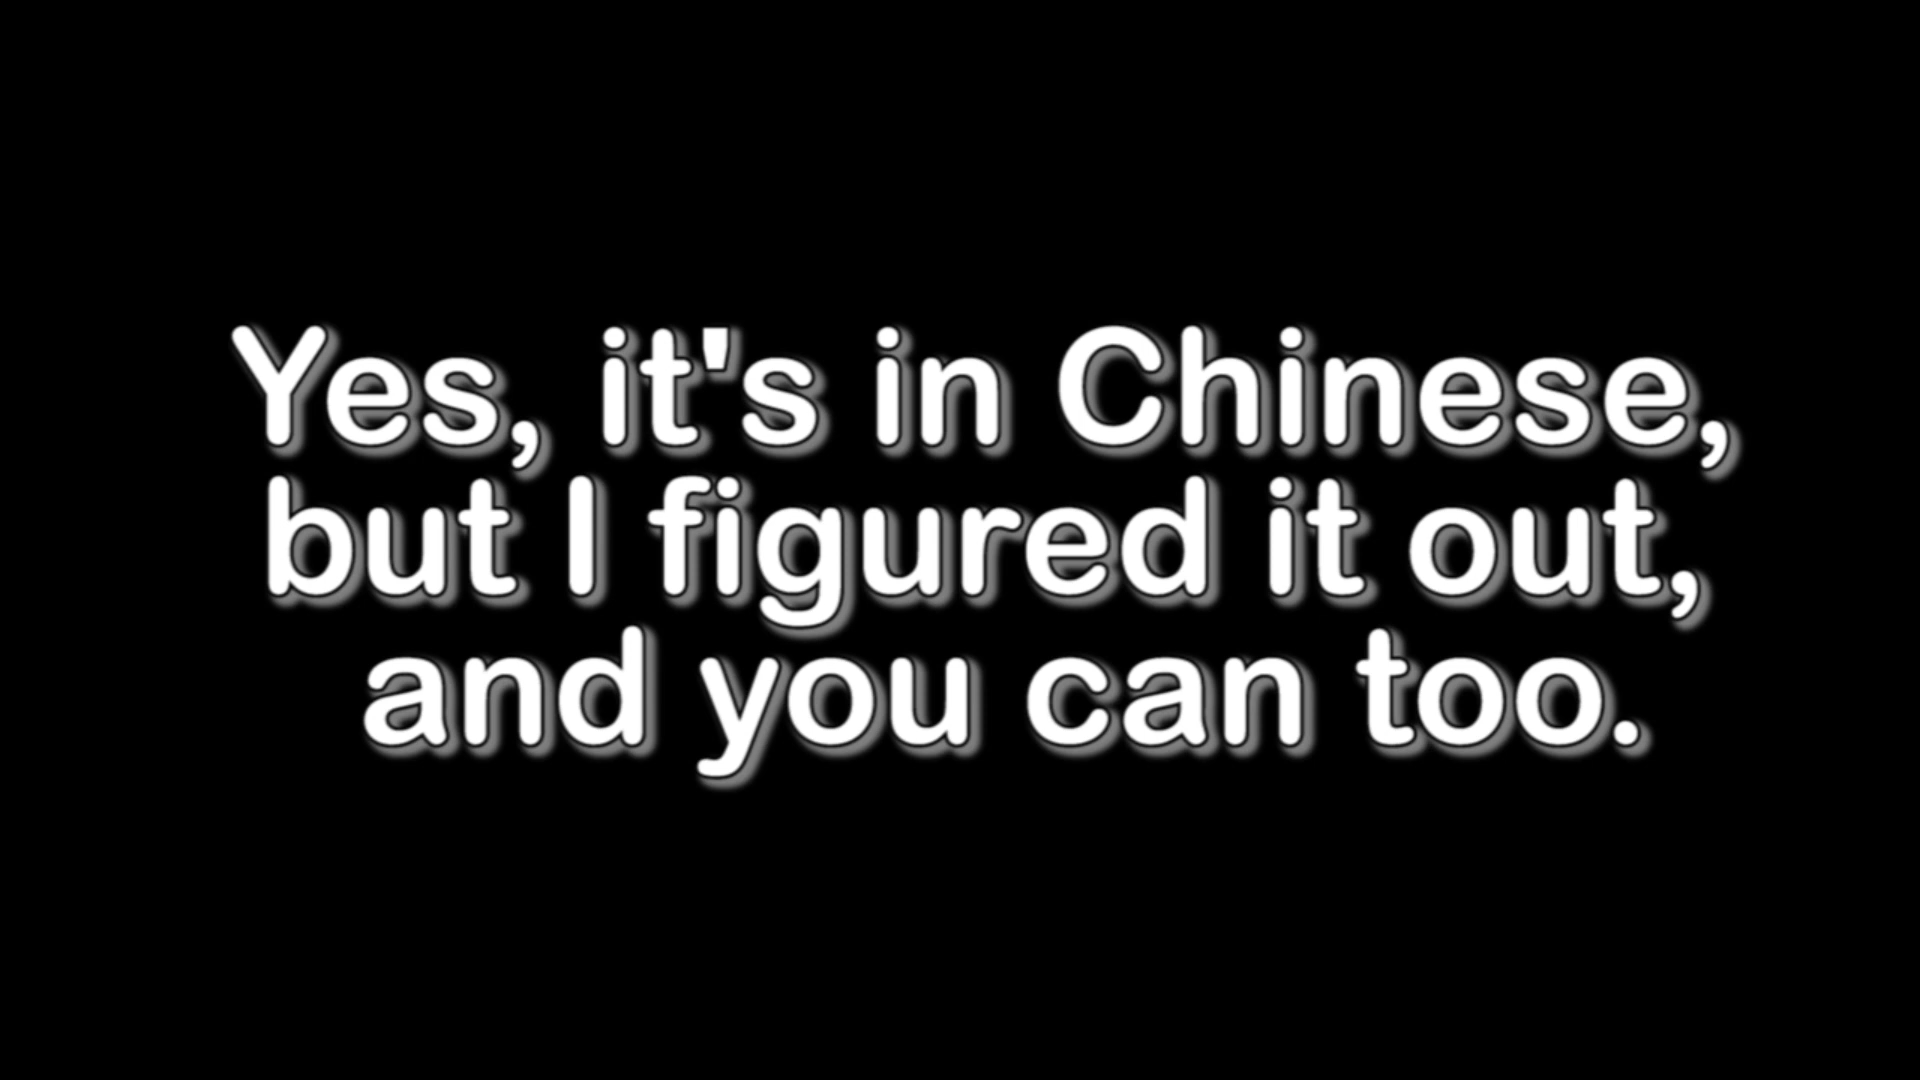 Yes, it's in Chinese,
but I figured it out,
and you can too.